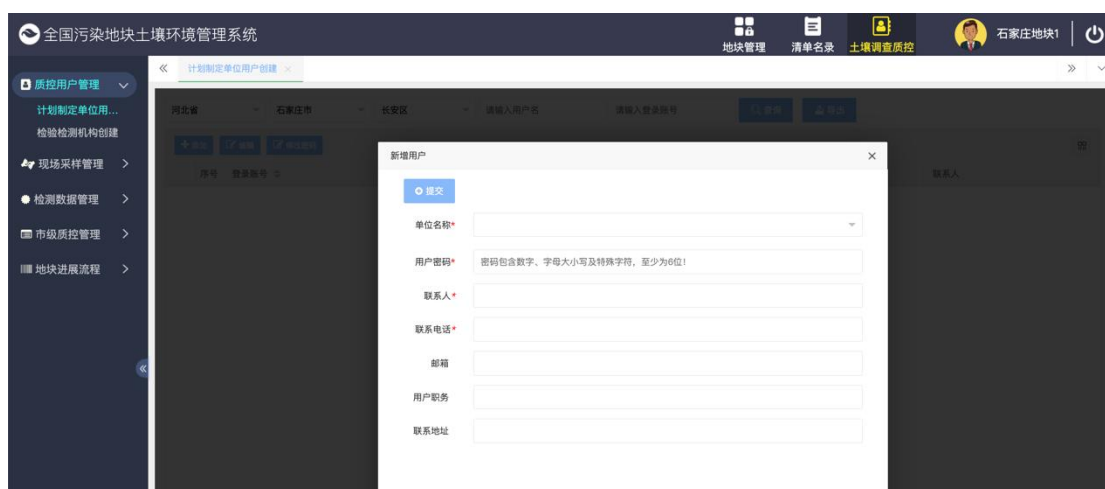 全国污染地块土壤环境管理系统
地块管理
清单名录
土壤调查质控
石家庄地块1
质控用户管理
计划制定单位用户创建
计划制定单位用...
检验检测机构创建
现场采样管理
检测数据管理
市级质控管理
地块进展流程
河北省
石家庄市
长安区
请输入用户名
请输入登录账号
查询
导出
添加
编辑
修改密码
序号
登录账号
联系人
新增用户
提交
单位名称*
用户密码*
密码包含数字、字母大小写及特殊字符，至少为6位！
联系人*
联系电话*
邮箱
用户职务
联系地址